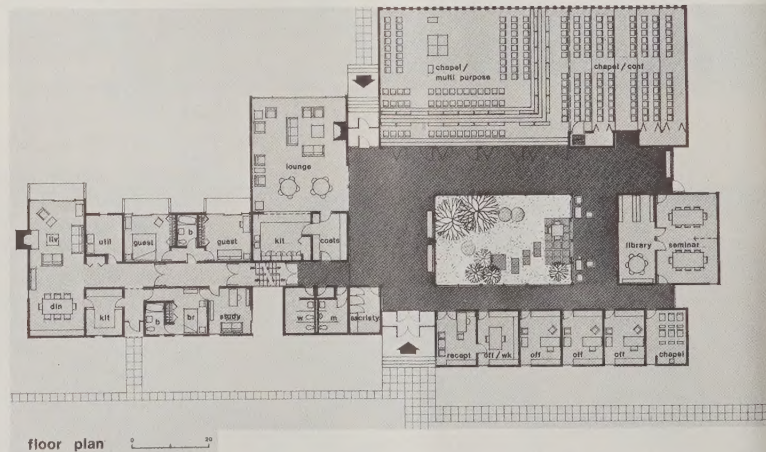 chapel /
multi purpose
chapel / conf
lounge
liv
util
guest
b
guest
kit
coats
library
seminar
din
kit
b
br
study
w
m
sacristy
recept
off / wk
off
off
off
chapel
floor plan
0
20